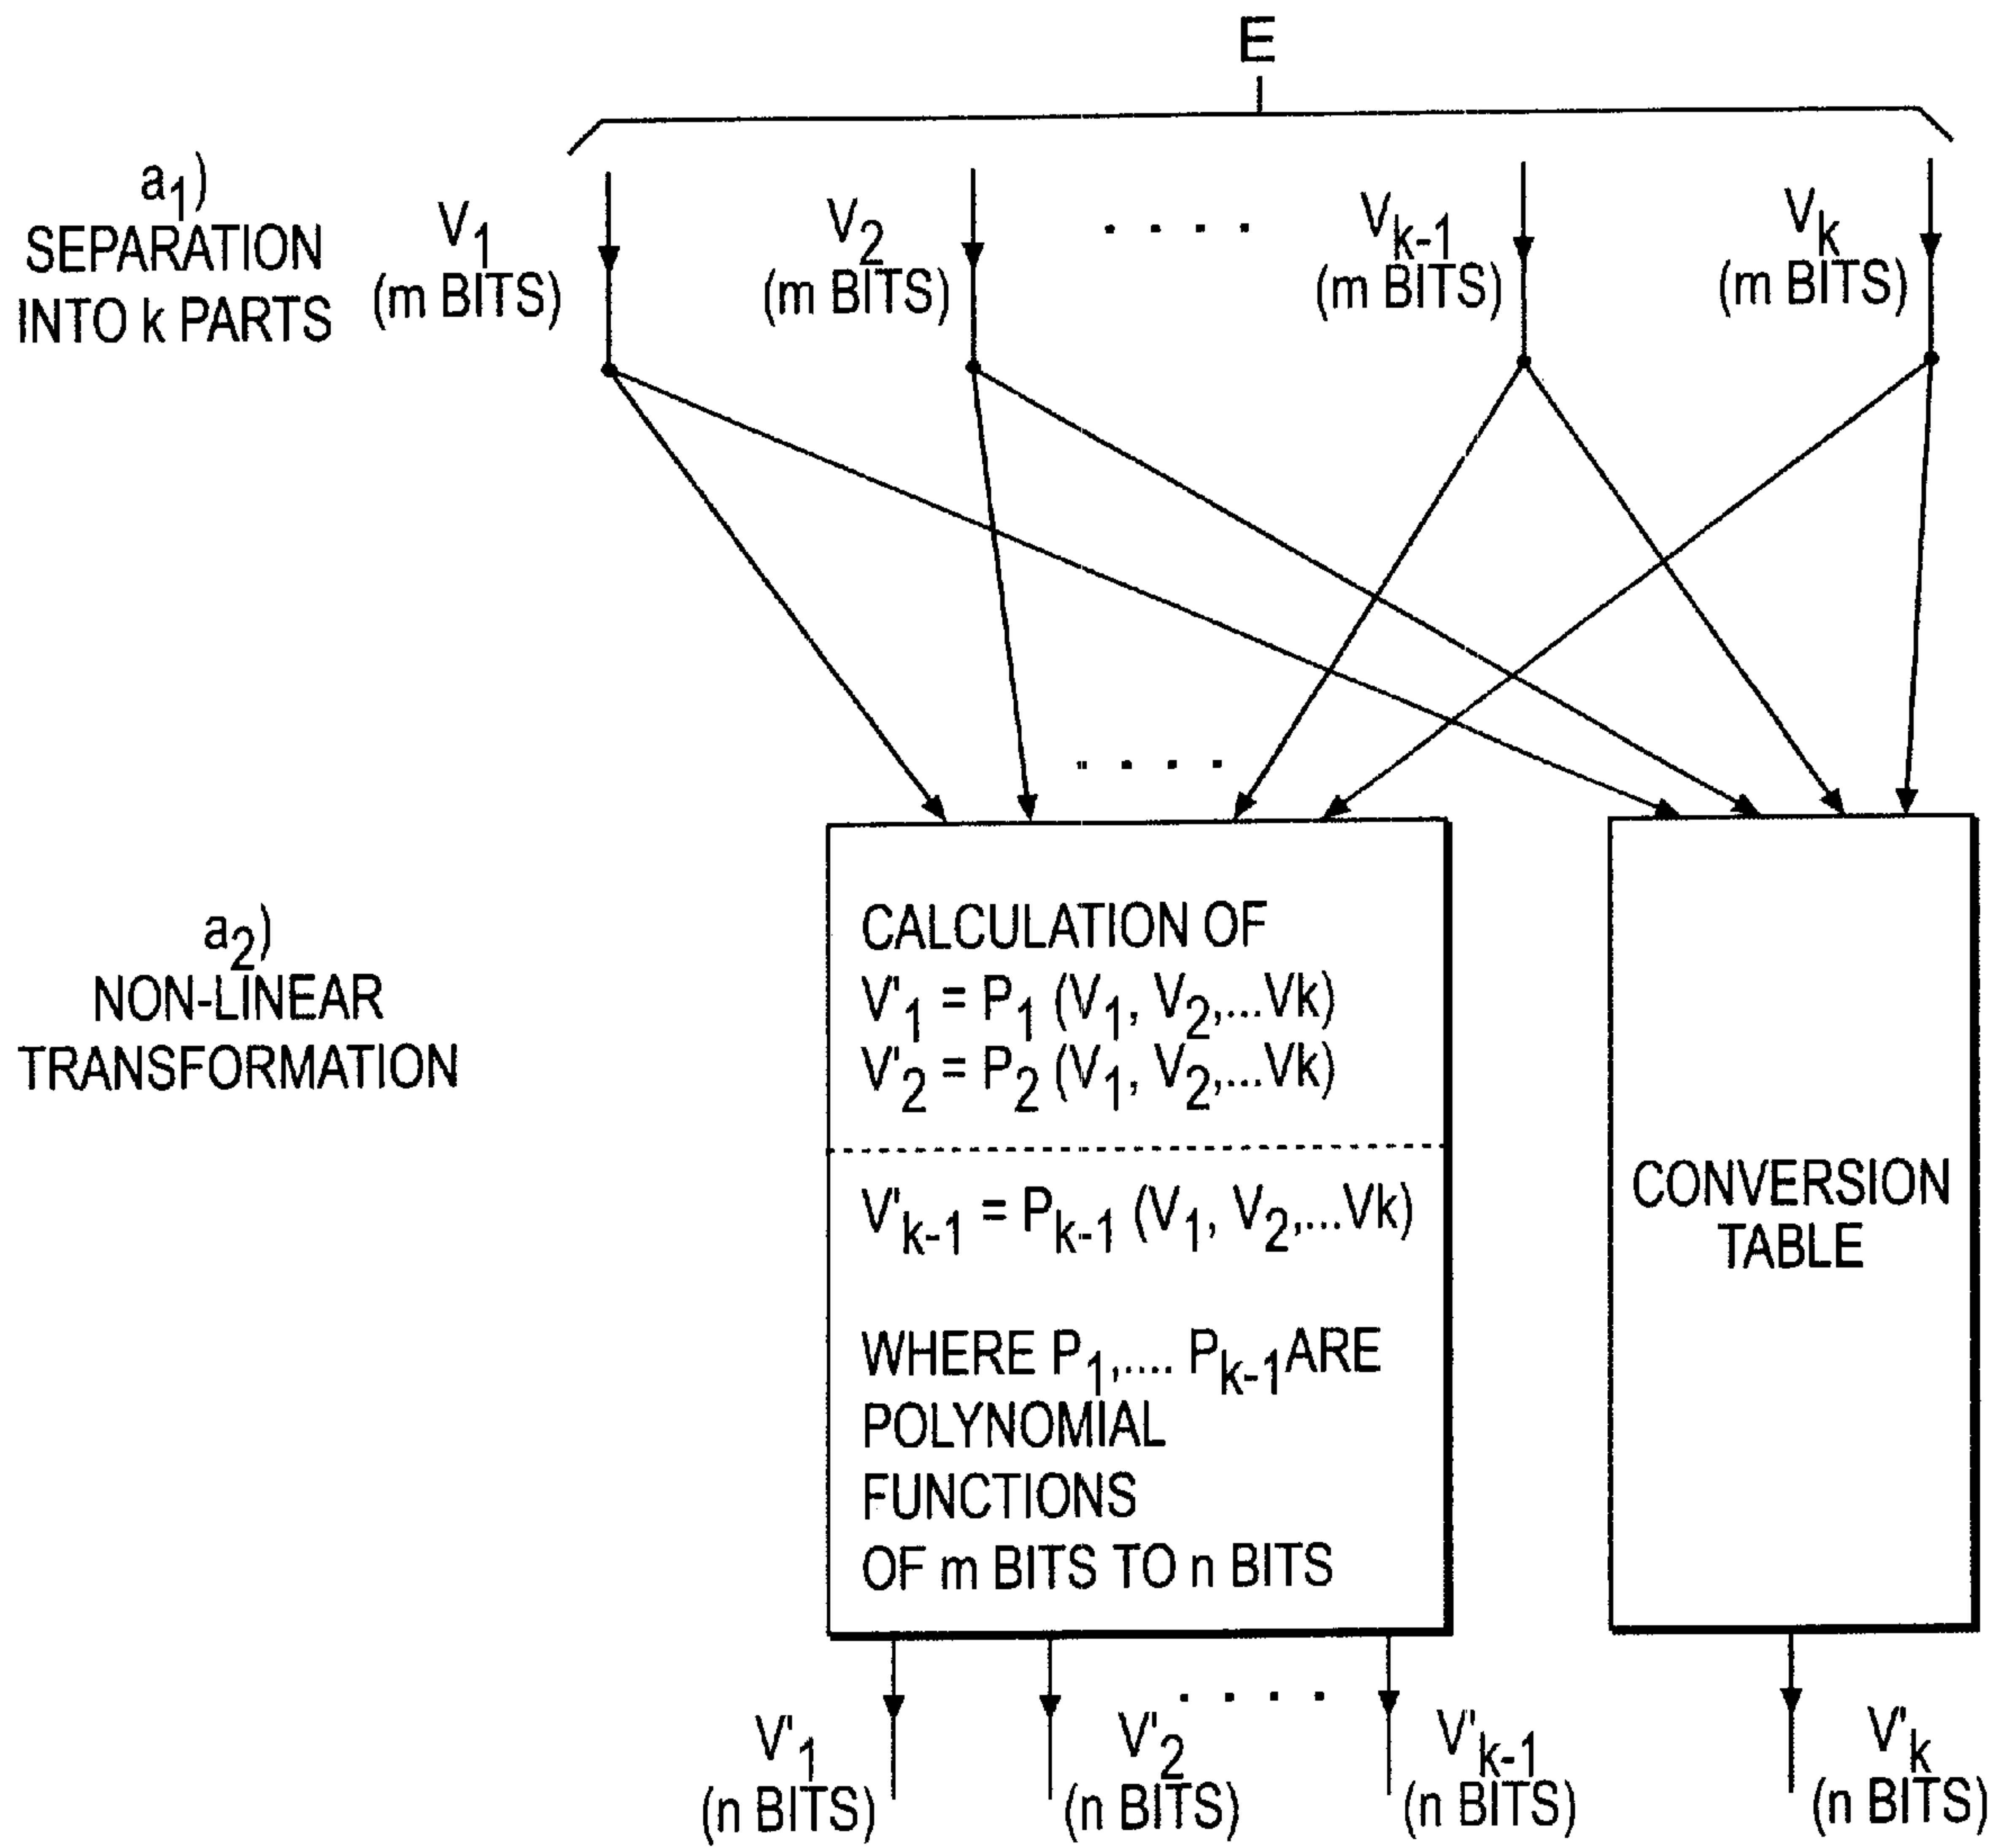 E
a1)
SEPARATION
INTO k PARTS
V1
(m BITS)
V2
(m BITS)
. . . .
Vk-1
(m BITS)
Vk
(m BITS)
. . . .
a2)
NON-LINEAR
TRANSFORMATION
CALCULATION OF
V'1 = P1 (V1, V2,...Vk)
V'2 = P2 (V1, V2,...Vk)
V'k-1 = Pk-1 (V1, V2,...Vk)
WHERE P1,.... Pk-1 ARE
POLYNOMIAL
FUNCTIONS
OF m BITS TO n BITS
CONVERSION
TABLE
V'1
(n BITS)
V'2
(n BITS)
. . . .
V'k-1
(n BITS)
V'k
(n BITS)